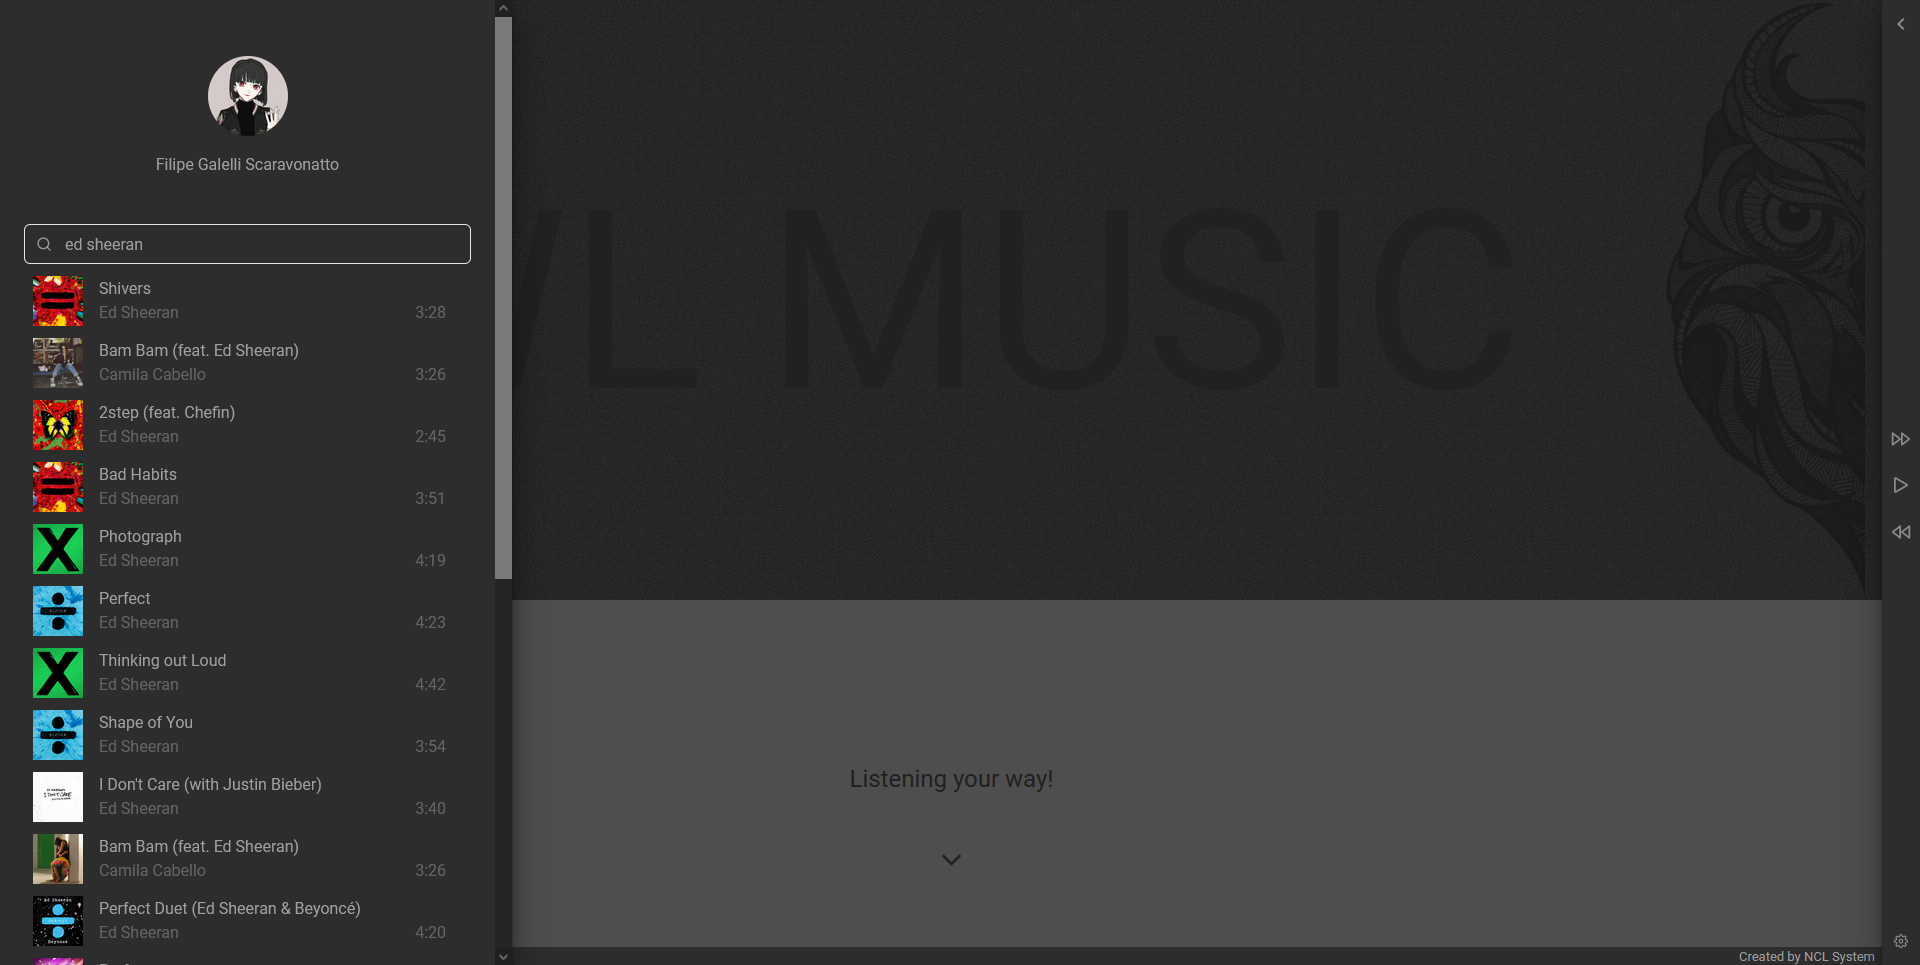 Filipe Galelli Scaravonatto
ed sheeran
Shivers
Ed Sheeran 3:28
Bam Bam (feat. Ed Sheeran)
Camila Cabello 3:26
2step (feat. Chefin)
Ed Sheeran 2:45
Bad Habits
Ed Sheeran 3:51
Photograph
Ed Sheeran 4:19
Perfect
Ed Sheeran 4:23
Thinking out Loud
Ed Sheeran 4:42
Shape of You
Ed Sheeran 3:54
I Don't Care (with Justin Bieber)
Ed Sheeran 3:40
Bam Bam (feat. Ed Sheeran)
Camila Cabello 3:26
Perfect Duet (Ed Sheeran & Beyoncé)
Ed Sheeran 4:20
L MUSIC
Listening your way!
Created by NCL System